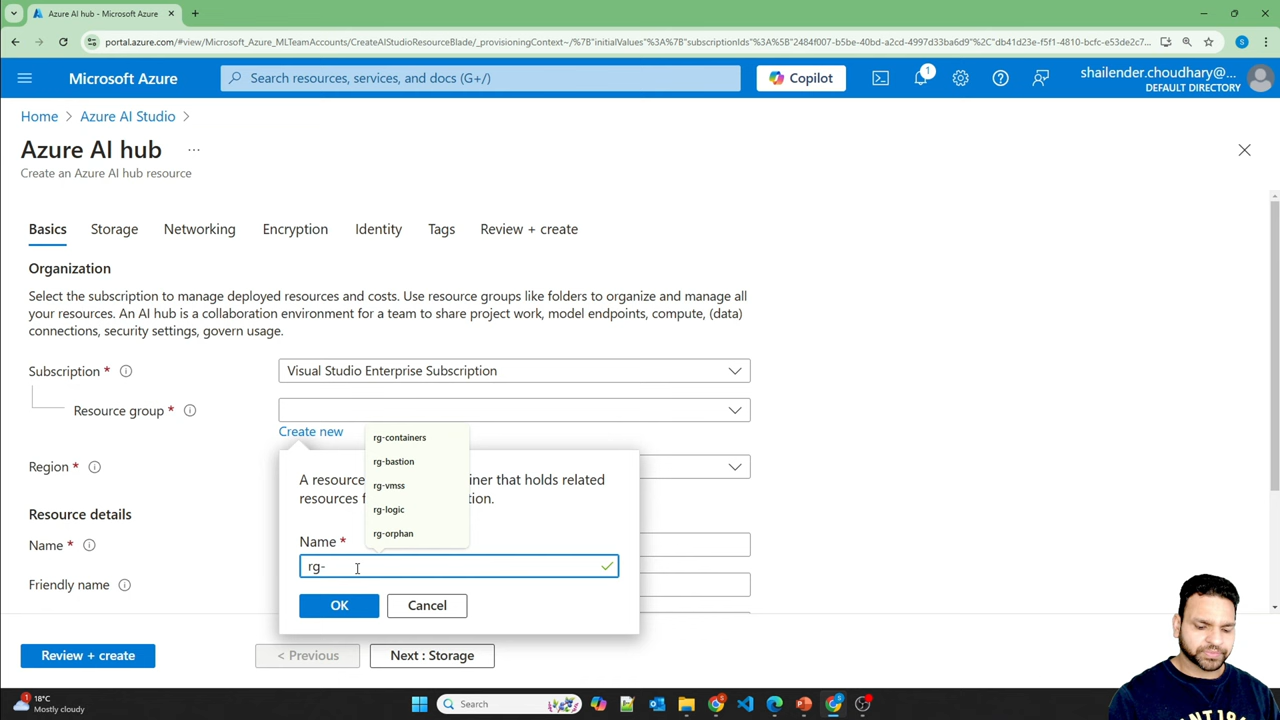 Azure AI hub - Microsoft Azure
portal.azure.com/#view/Microsoft_Azure_MLTeamAccounts/CreateAIStudioResourceBlade/_provisioningContext~/%7B"initialValues"%3A%7B"subscriptionIds"%3A%5B"2484f007-b5be-40bd-a2cd-4997d33ba6d9"%2C"db41d23e-f5f1-4810-bcfc-e53de2c7...
Microsoft Azure
Search resources, services, and docs (G+/)
Copilot
1
shailender.choudhary@...
DEFAULT DIRECTORY
Home > Azure AI Studio >
Azure AI hub ...
Create an Azure AI hub resource
Basics Storage Networking Encryption Identity Tags Review + create
Organization
Select the subscription to manage deployed resources and costs. Use resource groups like folders to organize and manage all
your resources. An AI hub is a collaboration environment for a team to share project work, model endpoints, compute, (data)
connections, security settings, govern usage.
Subscription *
Visual Studio Enterprise Subscription
Resource group *
Create new
rg-containers
rg-bastion
rg-vmss
rg-logic
rg-orphan
Region *
A resource
iner that holds related
resources f
tion.
Resource details
Name *
rg-
OK
Cancel
Name *
Friendly name
Review + create
< Previous
Next : Storage
1
18°C
Mostly cloudy
Search